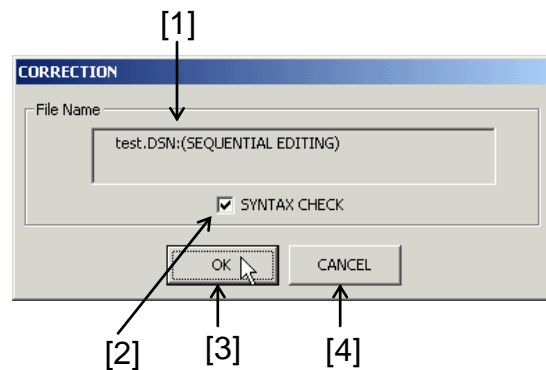 [1]
CORRECTION
File Name
test.DSN:(SEQUENTIAL EDITING)
SYNTAX CHECK
OK CANCEL
[2] [3] [4]